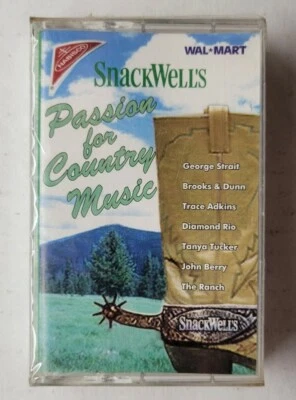 NABISCO
WAL★MART
SNACKWELL'S
Passion
for
Country
Music
George Strait
Brooks & Dunn
Trace Adkins
Diamond Rio
Tanya Tucker
John Berry
The Ranch
SNACKWELL'S